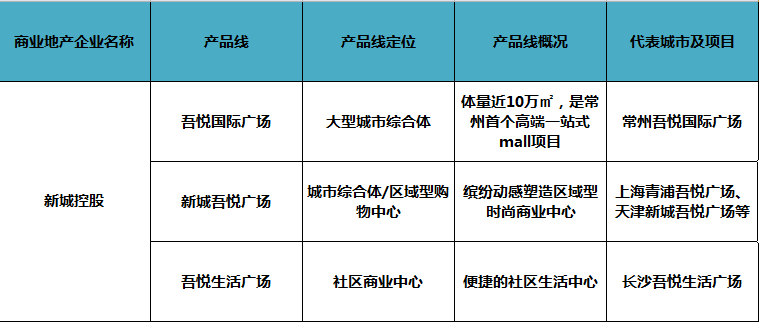 商业地产企业名称
产品线
产品线定位
产品线概况
代表城市及项目
新城控股
吾悦国际广场
大型城市综合体
体量近10万㎡，是常
州首个高端一站式
mall项目
常州吾悦国际广场
新城吾悦广场
城市综合体/区域型购
物中心
缤纷动感塑造区域型
时尚商业中心
上海青浦吾悦广场、
天津新城吾悦广场等
吾悦生活广场
社区商业中心
便捷的社区生活中心
长沙吾悦生活广场